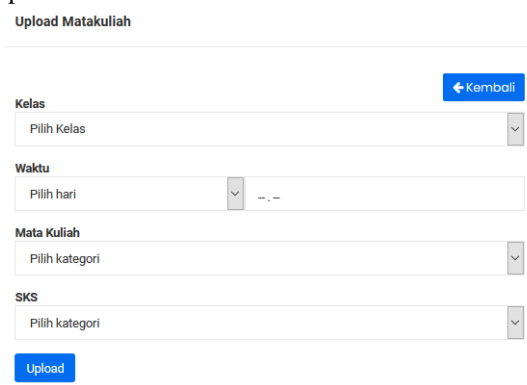 Upload Matakuliah
Kembali
Kelas
Pilih Kelas
Waktu
Pilih hari
-- . --
Mata Kuliah
Pilih kategori
SKS
Pilih kategori
Upload